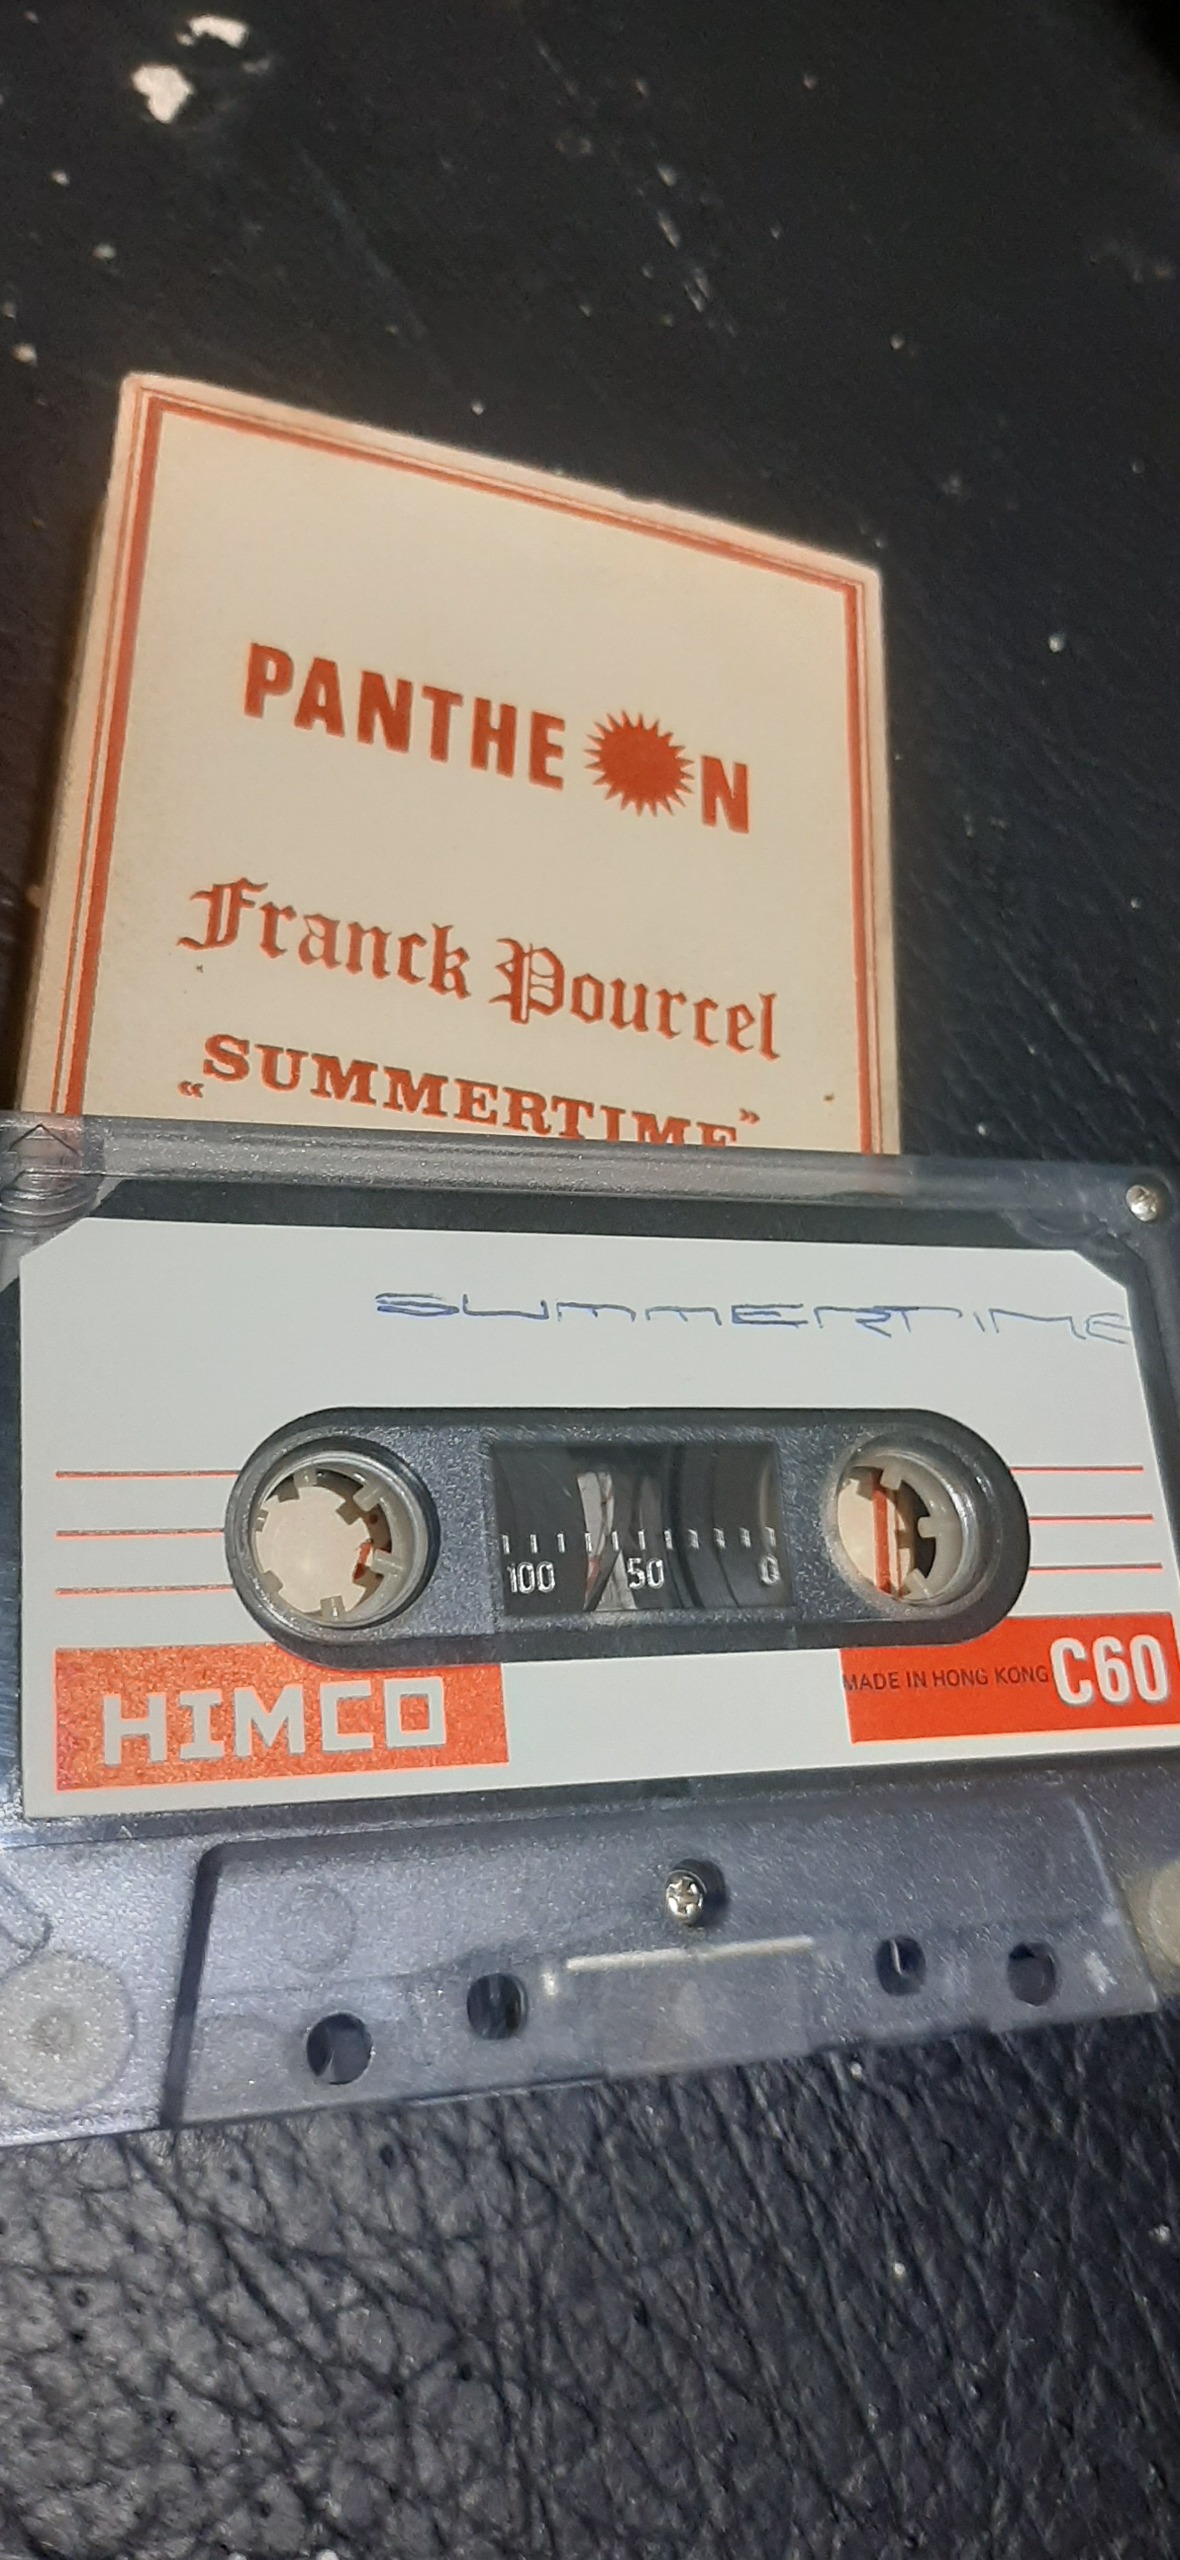 PANTHEON
Franck Pourcel
«SUMMERTIME»
SUMMERTIME
100 50 0
MADE IN HONG KONG C60
HIMCO